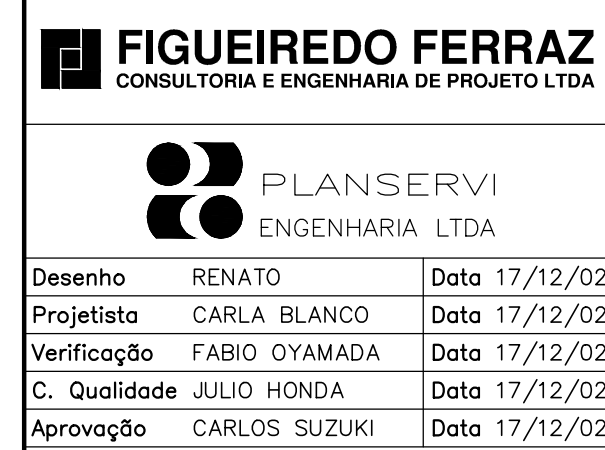 FIGUEIREDO FERRAZ
CONSULTORIA E ENGENHARIA DE PROJETO LTDA
PLANSERVI
ENGENHARIA LTDA
Desenho RENATO Data 17/12/02
Projetista CARLA BLANCO Data 17/12/02
Verificação FABIO OYAMADA Data 17/12/02
C. Qualidade JULIO HONDA Data 17/12/02
Aprovação CARLOS SUZUKI Data 17/12/02